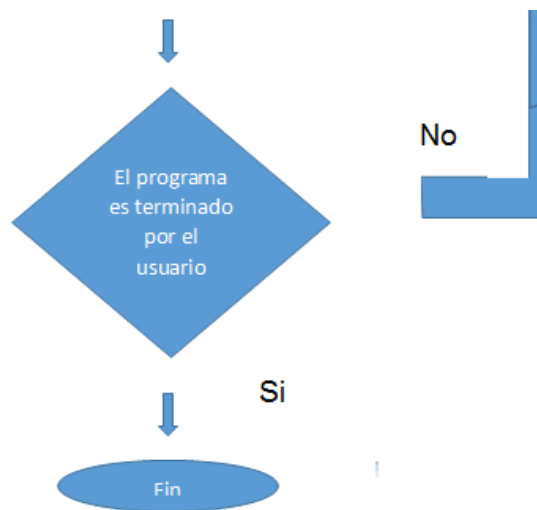 No
El programa
es terminado
por el
usuario
Si
Fin